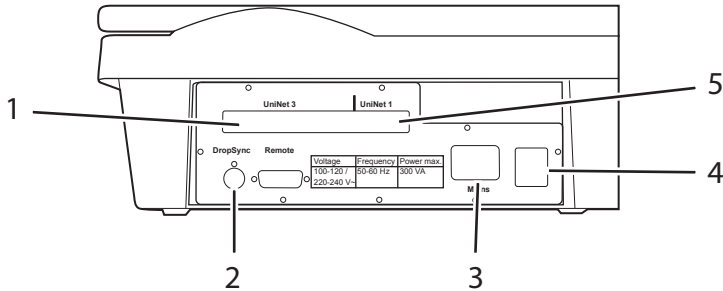 UniNet 3 UniNet 1
1
5
DropSync Remote
Voltage Frequency Power max.
100-120 / 50-60 Hz 300 VA
220-240 V~
Mains
4
2
3